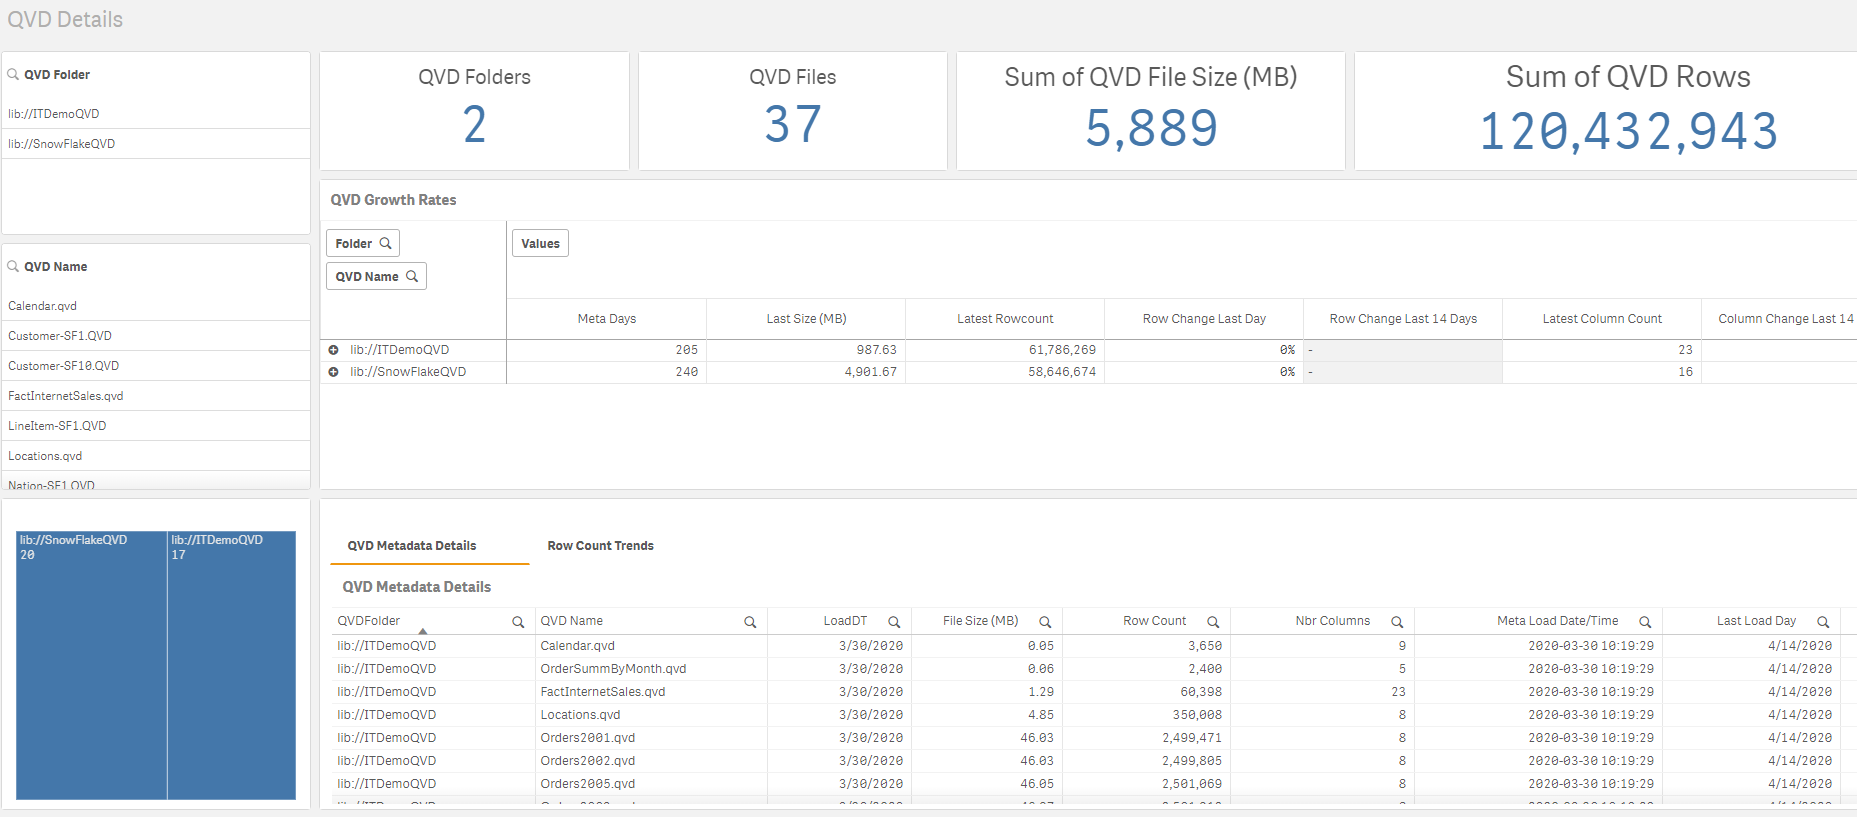 QVD Details
QVD Folder
lib://ITDemoQVD
lib://SnowFlakeQVD
QVD Folders
2
QVD Files
37
Sum of QVD File Size (MB)
5,889
Sum of QVD Rows
120,432,943
QVD Name
Calendar.qvd
Customer-SF1.QVD
Customer-SF10.QVD
FactInternetSales.qvd
LineItem-SF1.QVD
Locations.qvd
Nation-SF1.QVD
QVD Growth Rates
Folder
QVD Name
Values
Meta Days Last Size (MB) Latest Rowcount Row Change Last Day Row Change Last 14 Days Latest Column Count Column Change Last 14
lib://ITDemoQVD 205 987.63 61,786,269 0% - 23
lib://SnowFlakeQVD 240 4,901.67 58,646,674 0% - 16
lib://SnowFlakeQVD
20
lib://ITDemoQVD
17
QVD Metadata Details Row Count Trends
QVD Metadata Details
QVDFolder QVD Name LoadDT File Size (MB) Row Count Nbr Columns Meta Load Date/Time Last Load Day
lib://ITDemoQVD Calendar.qvd 3/30/2020 0.05 3,650 9 2020-03-30 10:19:29 4/14/2020
lib://ITDemoQVD OrderSummByMonth.qvd 3/30/2020 0.06 2,400 5 2020-03-30 10:19:29 4/14/2020
lib://ITDemoQVD FactInternetSales.qvd 3/30/2020 1.29 60,398 23 2020-03-30 10:19:29 4/14/2020
lib://ITDemoQVD Locations.qvd 3/30/2020 4.85 350,008 8 2020-03-30 10:19:29 4/14/2020
lib://ITDemoQVD Orders2001.qvd 3/30/2020 46.03 2,499,471 8 2020-03-30 10:19:29 4/14/2020
lib://ITDemoQVD Orders2002.qvd 3/30/2020 46.03 2,499,805 8 2020-03-30 10:19:29 4/14/2020
lib://ITDemoQVD Orders2005.qvd 3/30/2020 46.05 2,501,069 8 2020-03-30 10:19:29 4/14/2020